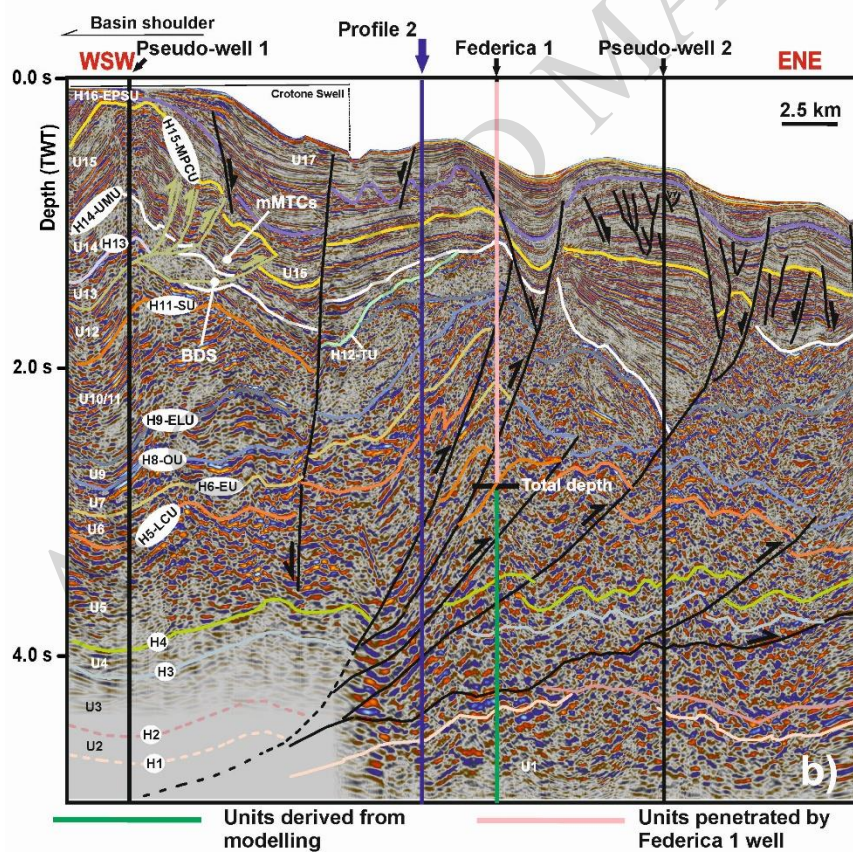 Basin shoulder
Pseudo-well 1
Profile 2
Federica 1
Pseudo-well 2
WSW
ENE
0.0 s
H16-EPSU
Crotone Swell
2.5 km
H15-MPCU
U15
U17
Depth (TWT)
H14-UMU
mMTCs
U14
H13
U15
U13
H11-SU
U12
BDS
H12-TU
2.0 s
U10/11
H9-ELU
H8-OU
U9
H6-EU
Total depth
U7
H5-LCU
U6
U5
H4
4.0 s
U4
H3
U3
H2
U2
H1
U1
b)
Units derived from
modelling
Units penetrated by
Federica 1 well